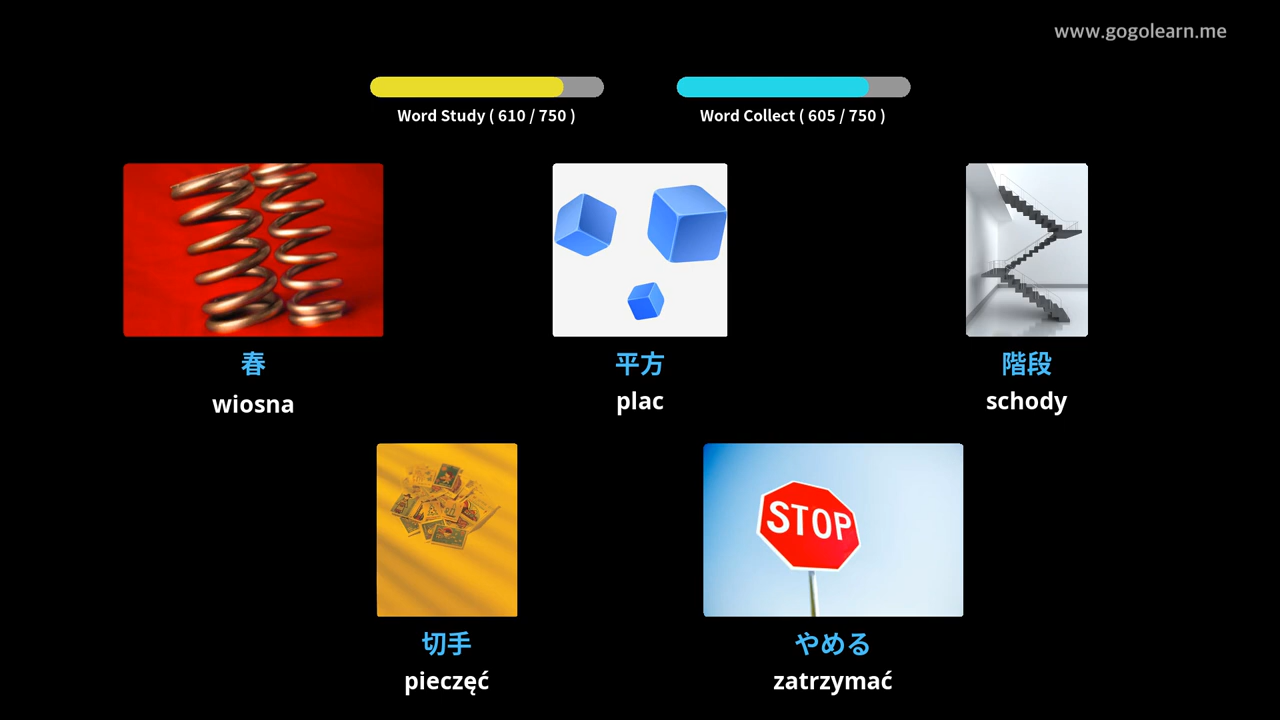 www.gogolearn.me
Word Study ( 610 / 750 )
Word Collect ( 605 / 750 )
春
wiosna
平方
plac
階段
schody
STOP
切手
pieczęć
やめる
zatrzymać